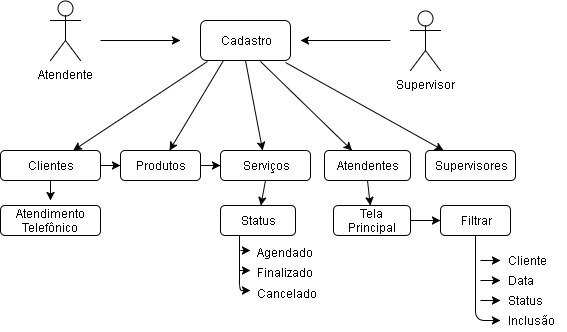 Cadastro
Atendente
Supervisor
Clientes
Produtos
Serviços
Atendentes
Supervisores
Atendimento
Telefônico
Status
Tela
Principal
Filtrar
Agendado
Finalizado
Cancelado
Cliente
Data
Status
Inclusão